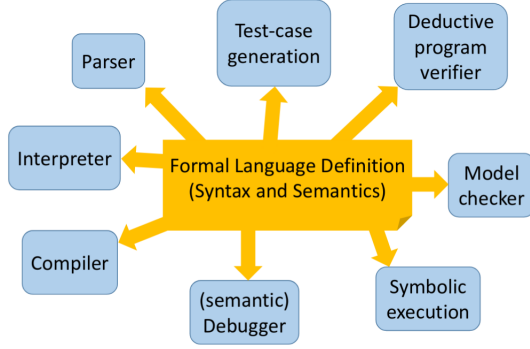 Test-case
generation
Deductive
program
verifier
Parser
Interpreter
Formal Language Definition
(Syntax and Semantics)
Model
checker
Compiler
(semantic)
Debugger
Symbolic
execution